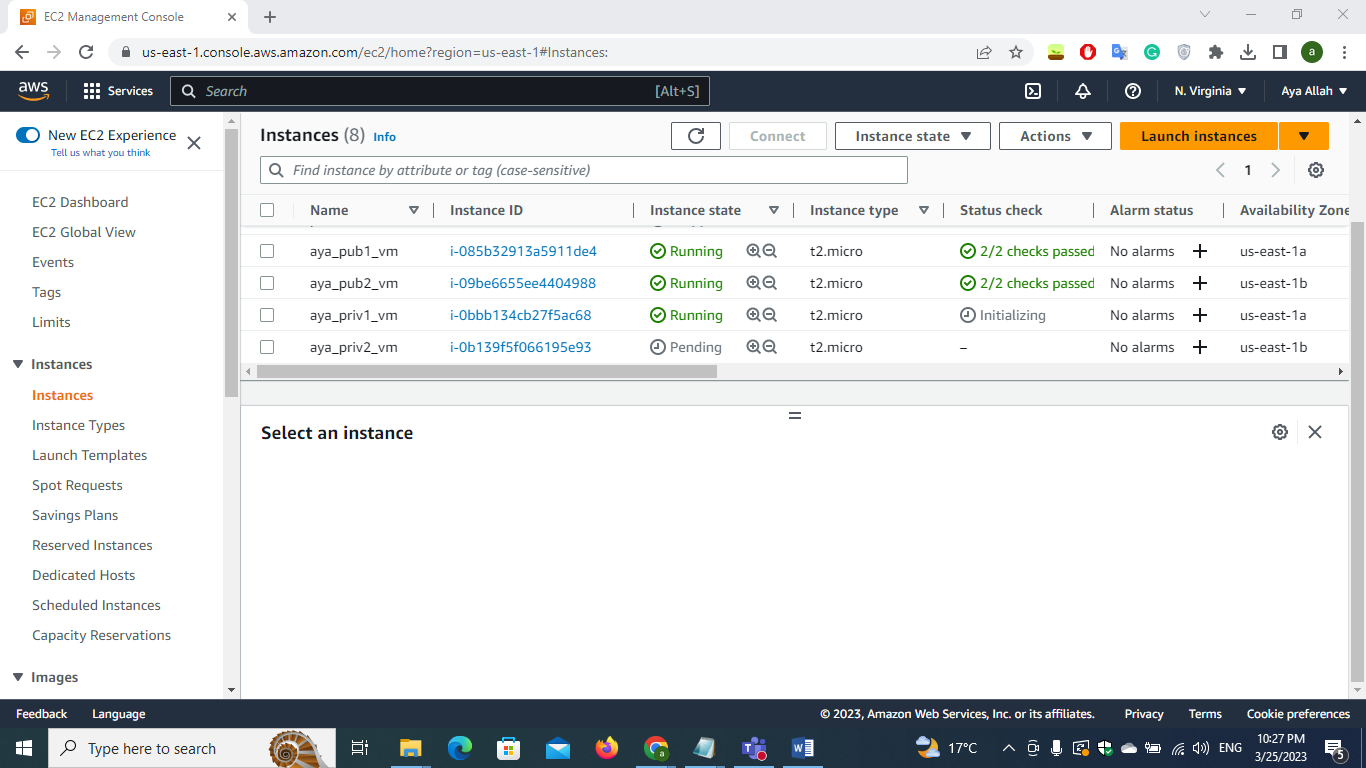 EC2 Management Console
us-east-1.console.aws.amazon.com/ec2/home?region=us-east-1#Instances:
a
aws
Services
Search
[Alt+S]
N. Virginia
Aya Allah
New EC2 Experience
Tell us what you think
EC2 Dashboard
EC2 Global View
Events
Tags
Limits
Instances
Instances
Instance Types
Launch Templates
Spot Requests
Savings Plans
Reserved Instances
Dedicated Hosts
Scheduled Instances
Capacity Reservations
Images
Instances (8) Info
Connect
Instance state
Actions
Launch instances
Find instance by attribute or tag (case-sensitive)
1
Name Instance ID Instance state Instance type Status check Alarm status Availability Zone
aya_pub1_vm i-085b32913a5911de4 Running t2.micro 2/2 checks passed No alarms + us-east-1a
aya_pub2_vm i-09be6655ee4404988 Running t2.micro 2/2 checks passed No alarms + us-east-1b
aya_priv1_vm i-0bbb134cb27f5ac68 Running t2.micro Initializing No alarms + us-east-1a
aya_priv2_vm i-0b139f5f066195e93 Pending t2.micro – No alarms + us-east-1b
Select an instance
Feedback Language
© 2023, Amazon Web Services, Inc. or its affiliates. Privacy Terms Cookie preferences
Type here to search
17°C
ENG
10:27 PM
3/25/2023
5